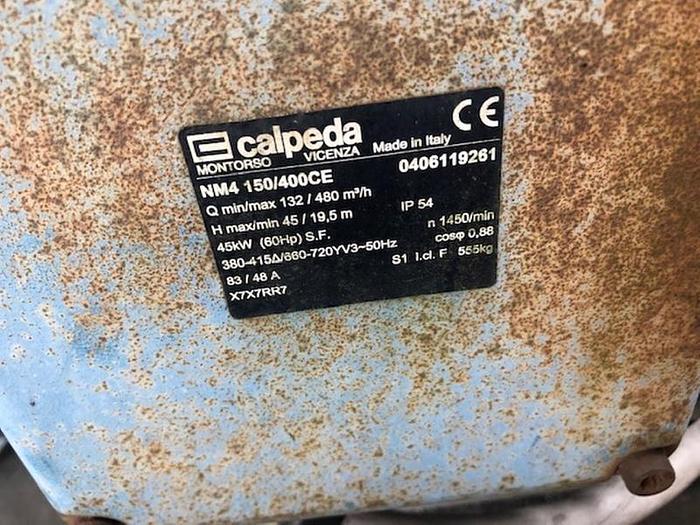 calpeda
MONTORSO VICENZA Made in Italy CE
NM4 150/400CE 0406119261
Q min/max 132 / 480 m³/h
H max/min 45 / 19,5 m IP 54
45kW (60Hp) S.F. n 1450/min
380-415Δ/660-720YV3~50Hz cosφ 0,88
83 / 48 A S1 I.cl. F 555kg
X7X7RR7